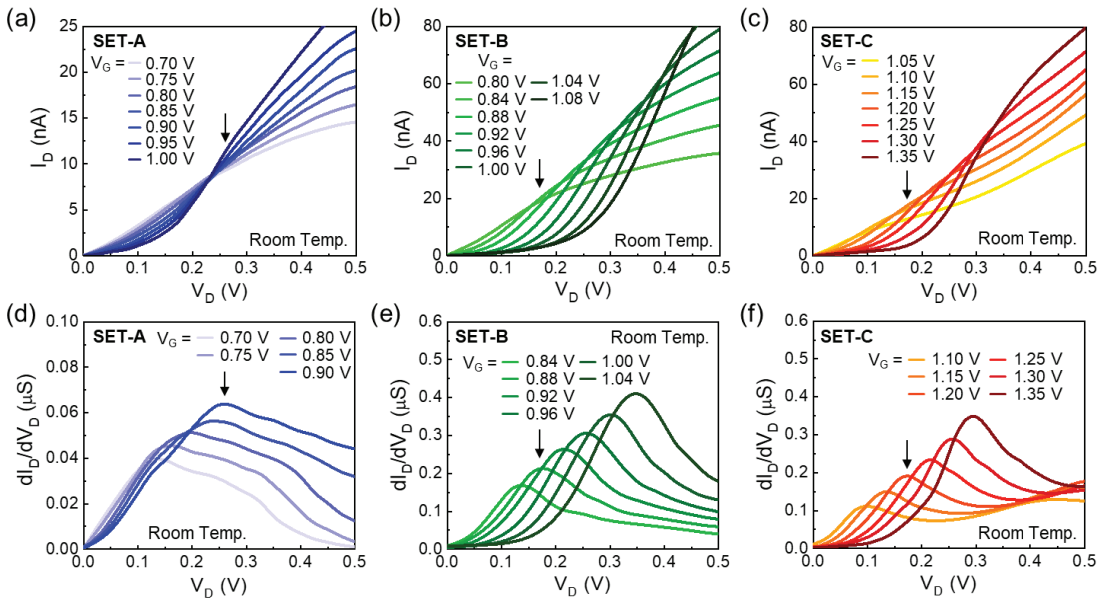 (a)
SET-A
V_G =
0.70 V
0.75 V
0.80 V
0.85 V
0.90 V
0.95 V
1.00 V
Room Temp.
I_D (nA)
25
20
15
10
5
0
0.0 0.1 0.2 0.3 0.4 0.5
V_D (V)
(b)
SET-B
V_G =
0.80 V 1.04 V
0.84 V 1.08 V
0.88 V
0.92 V
0.96 V
1.00 V
Room Temp.
I_D (nA)
80
60
40
20
0
0.0 0.1 0.2 0.3 0.4 0.5
V_D (V)
(c)
SET-C
V_G =
1.05 V
1.10 V
1.15 V
1.20 V
1.25 V
1.30 V
1.35 V
Room Temp.
I_D (nA)
80
60
40
20
0
0.0 0.1 0.2 0.3 0.4 0.5
V_D (V)
(d)
SET-A
V_G =
0.70 V 0.80 V
0.75 V 0.85 V
0.90 V
Room Temp.
dI_D/dV_D (μS)
0.10
0.08
0.06
0.04
0.02
0.00
0.0 0.1 0.2 0.3 0.4 0.5
V_D (V)
(e)
SET-B
Room Temp.
V_G =
0.84 V 1.00 V
0.88 V 1.04 V
0.92 V
0.96 V
dI_D/dV_D (μS)
0.6
0.5
0.4
0.3
0.2
0.1
0.0
0.0 0.1 0.2 0.3 0.4 0.5
V_D (V)
(f)
SET-C
V_G =
1.10 V 1.25 V
1.15 V 1.30 V
1.20 V 1.35 V
Room Temp.
dI_D/dV_D (μS)
0.6
0.5
0.4
0.3
0.2
0.1
0.0
0.0 0.1 0.2 0.3 0.4 0.5
V_D (V)